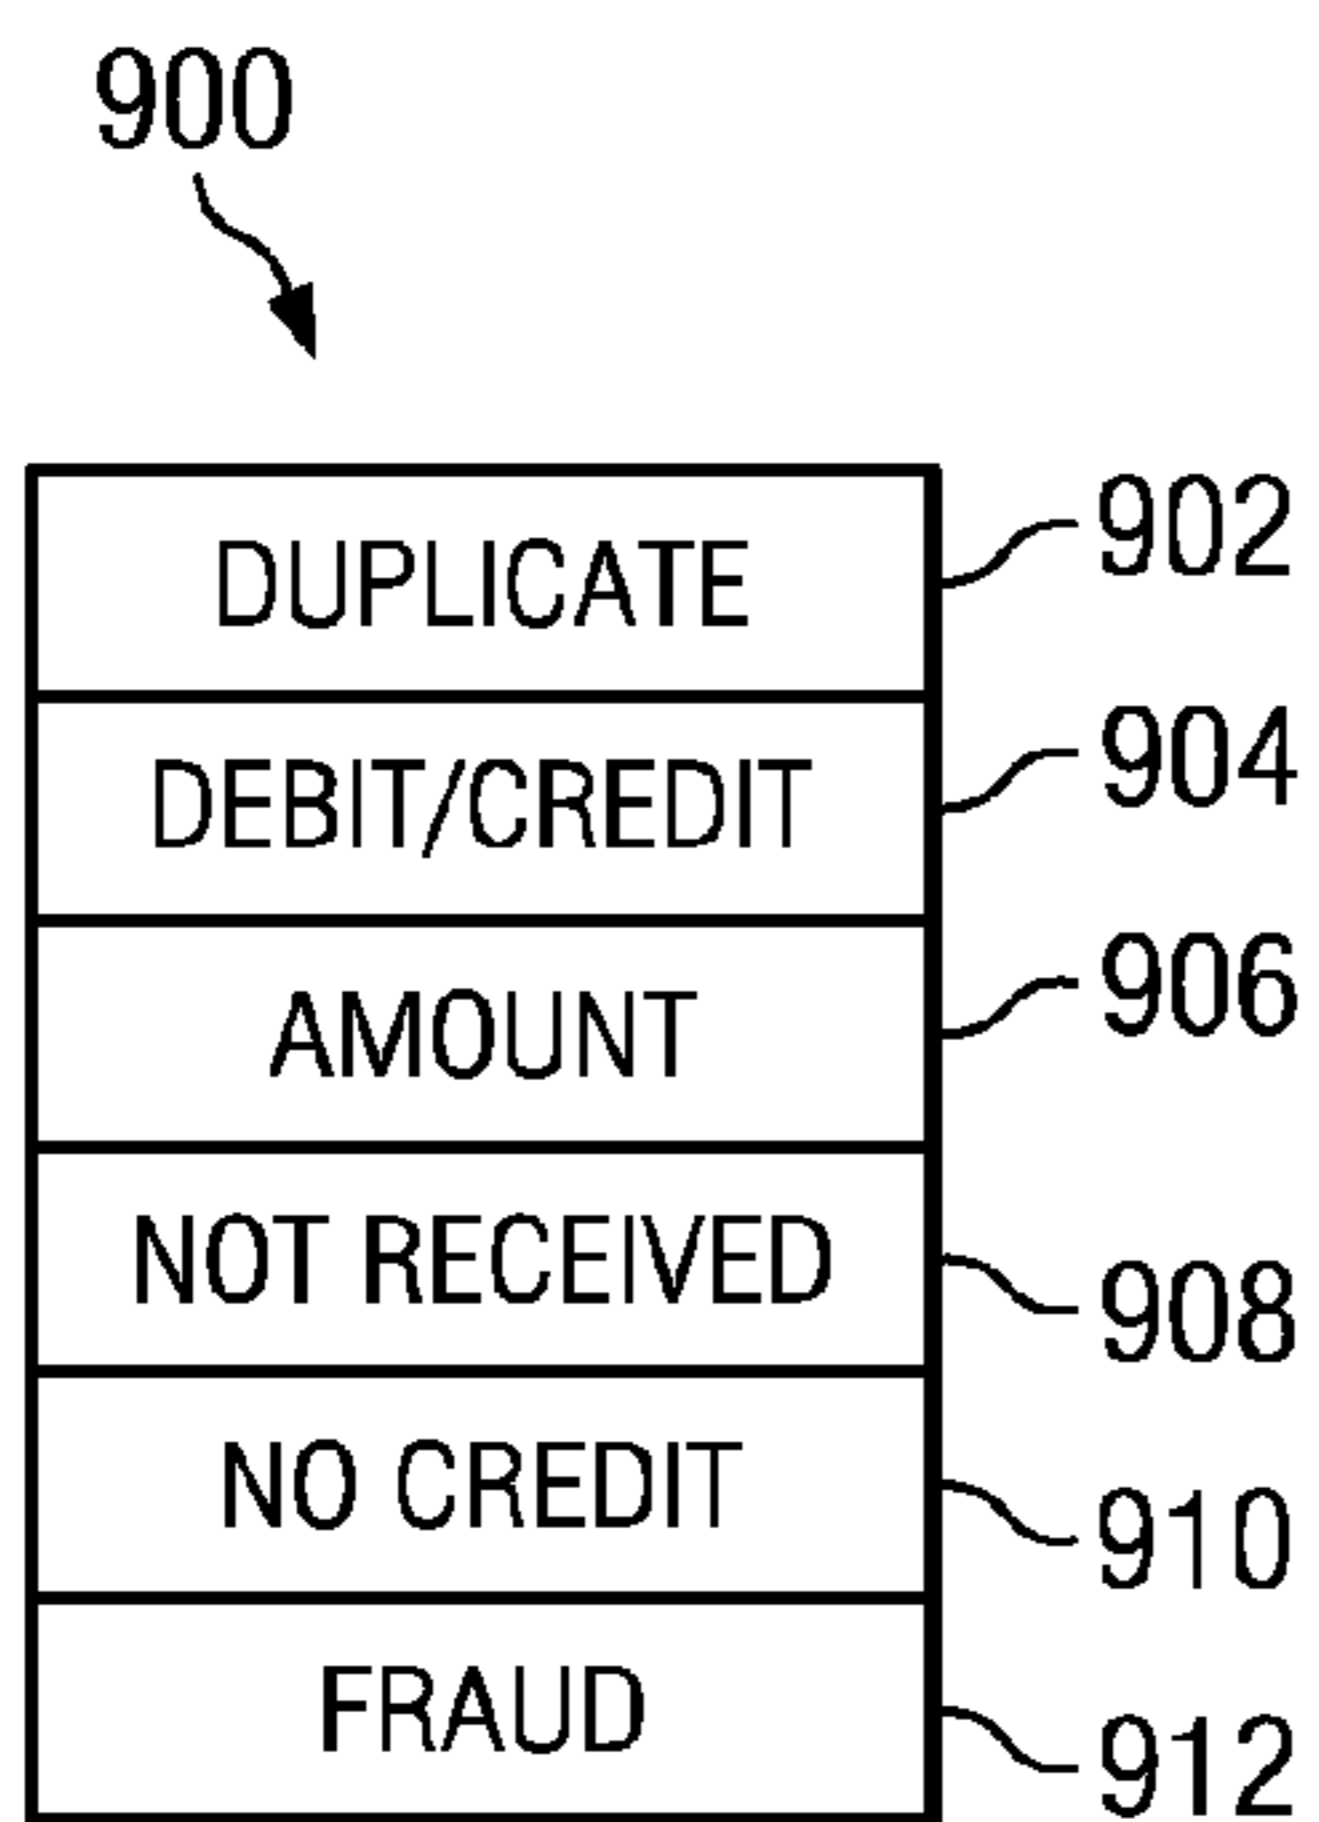 900
DUPLICATE 902
DEBIT/CREDIT 904
AMOUNT 906
NOT RECEIVED 908
NO CREDIT 910
FRAUD 912